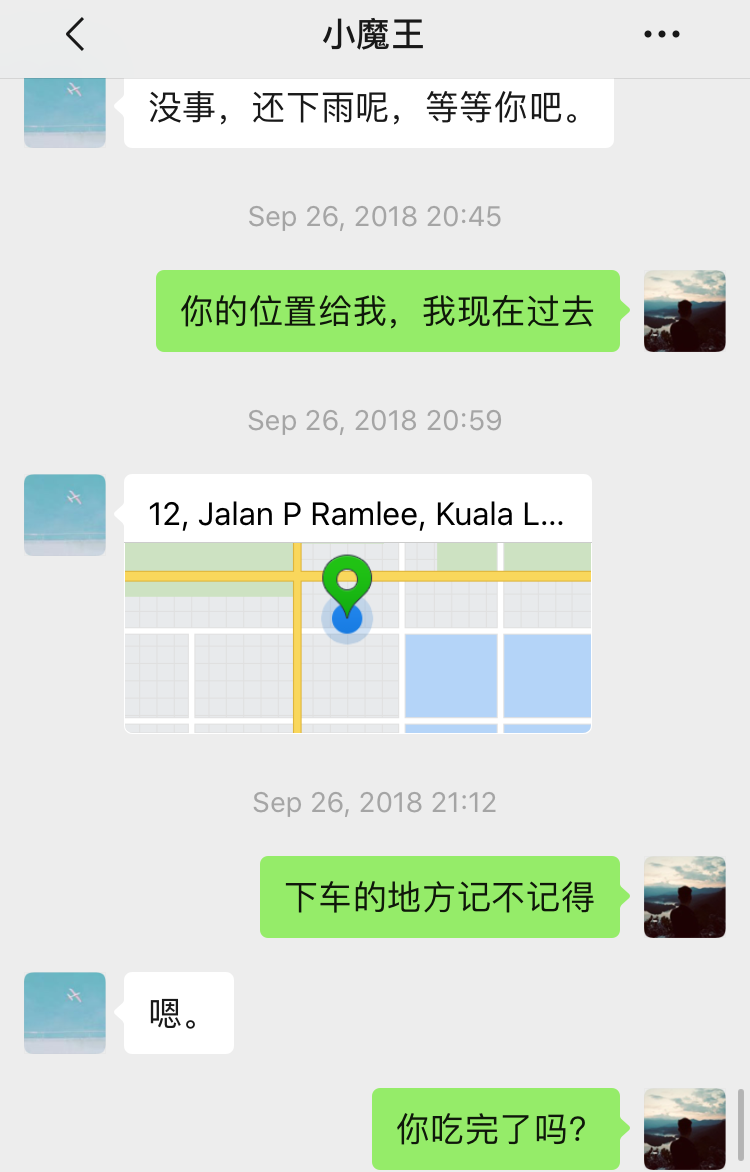 小魔王
没事，还下雨呢，等等你吧。
Sep 26, 2018 20:45
你的位置给我，我现在过去
Sep 26, 2018 20:59
12, Jalan P Ramlee, Kuala L...
Sep 26, 2018 21:12
下车的地方记不记得
嗯。
你吃完了吗?